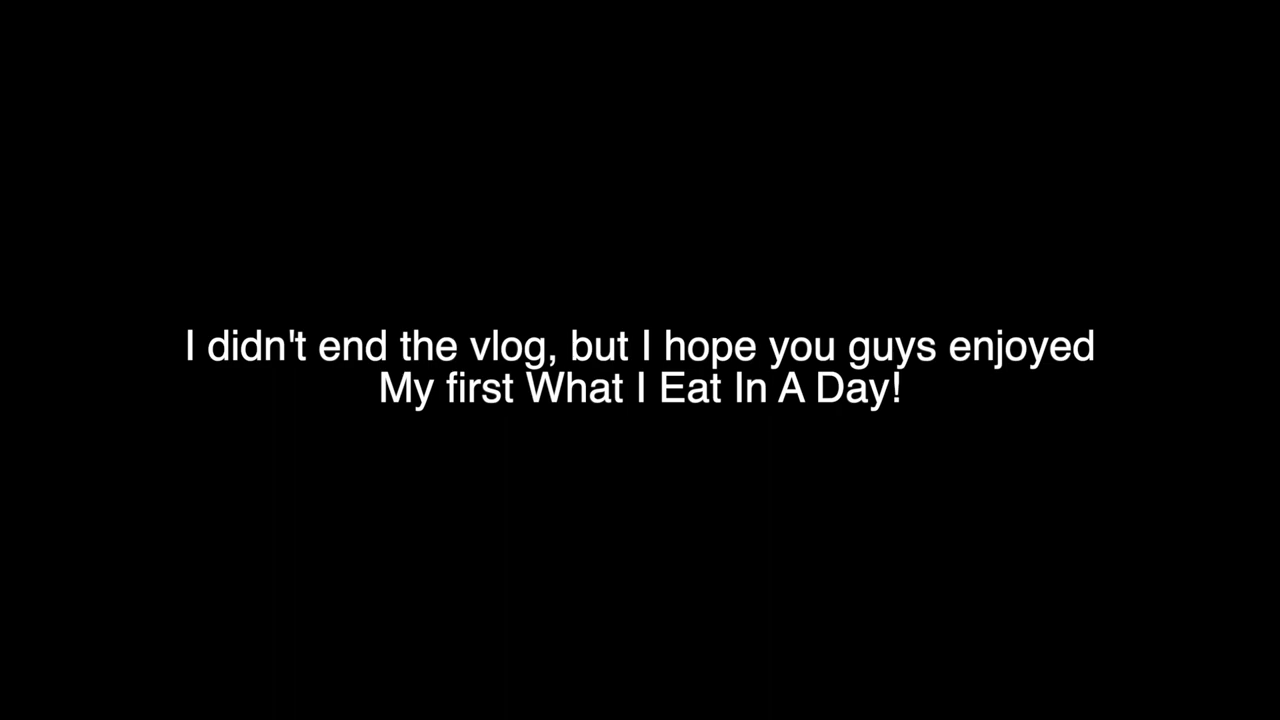 I didn't end the vlog, but I hope you guys enjoyed
My first What I Eat In A Day!